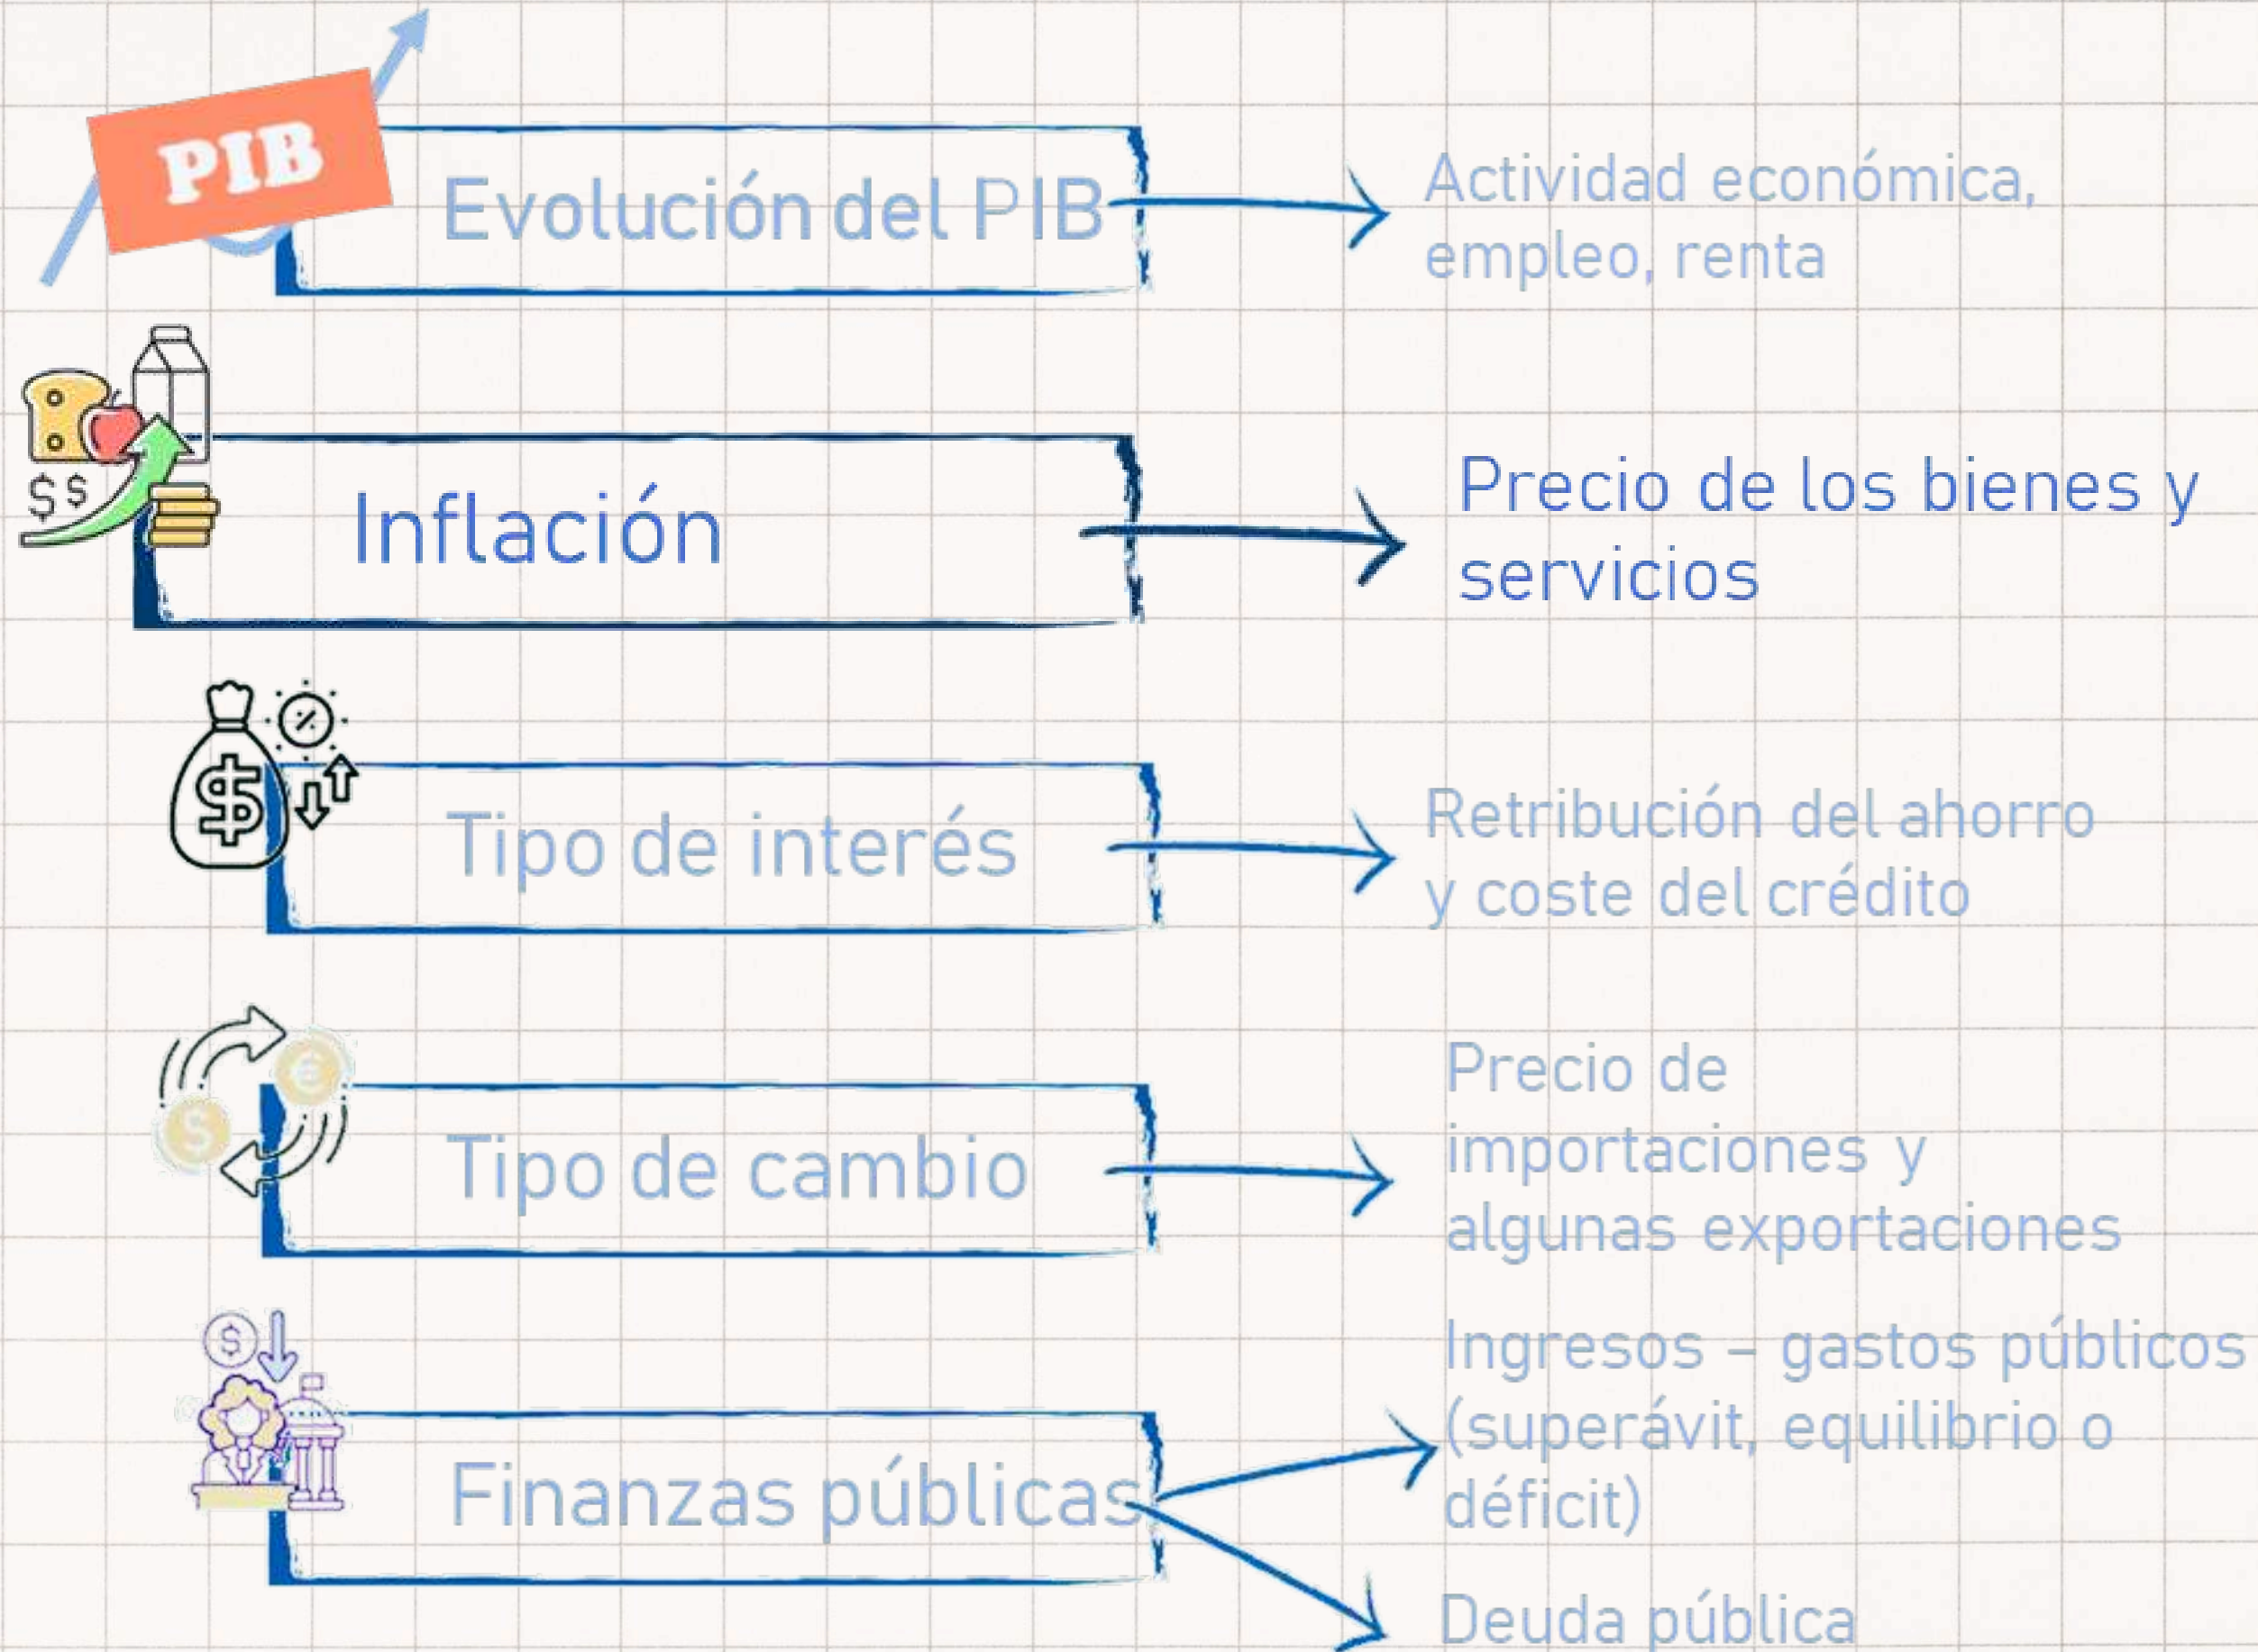 PIB
Evolución del PIB
Actividad económica,
empleo, renta
$ $
Inflación
Precio de los bienes y
servicios
%
$
Tipo de interés
Retribución del ahorro
y coste del crédito
€
$
Tipo de cambio
Precio de
importaciones y
algunas exportaciones
$
Finanzas públicas
Ingresos – gastos públicos
(superávit, equilibrio o
déficit)
Deuda pública